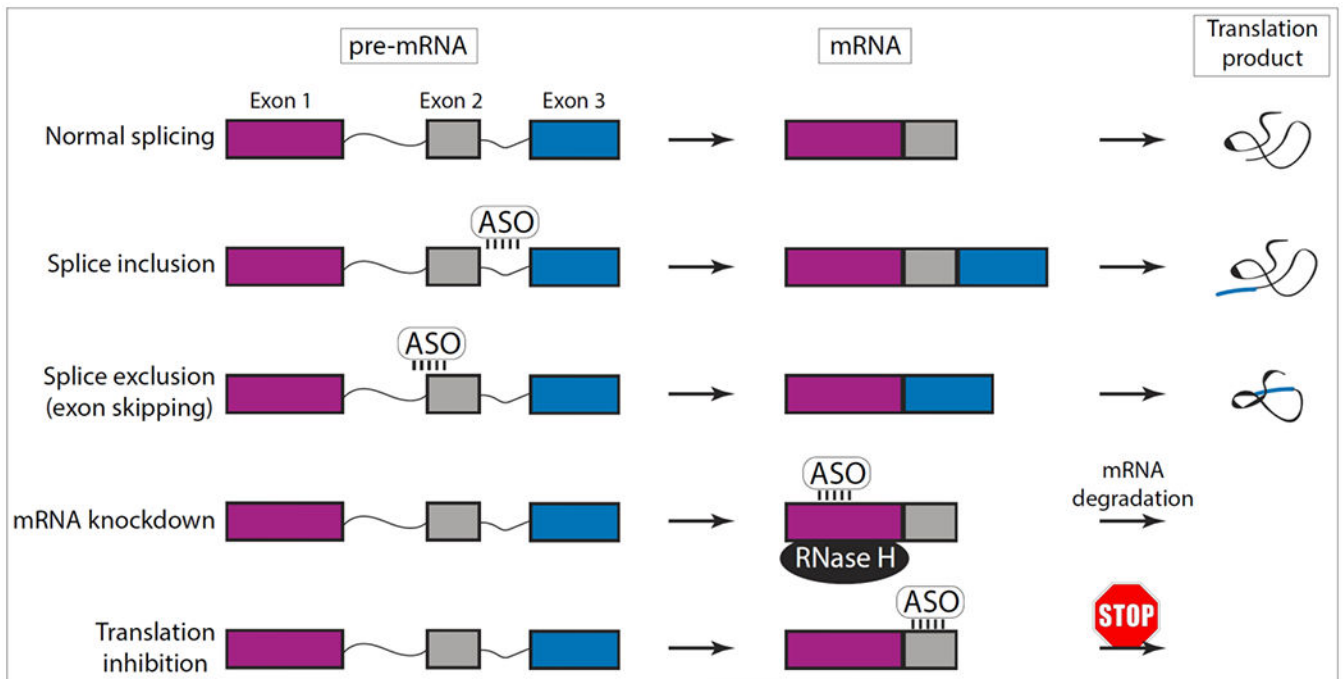 pre-mRNA
mRNA
Translation
product
Exon 1
Exon 2
Exon 3
Normal splicing
ASO
Splice inclusion
ASO
Splice exclusion
(exon skipping)
ASO
mRNA
degradation
mRNA knockdown
RNase H
ASO
STOP
Translation
inhibition